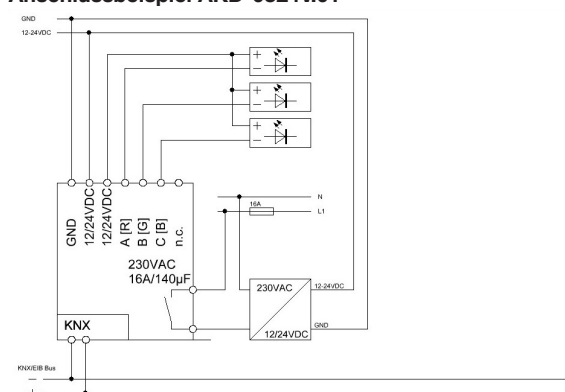 GND
12-24VDC
+
−
+
−
+
−
GND
12/24VDC
12/24VDC
A [R]
B [G]
C [B]
n.c.
N
16A
L1
230VAC
16A/140µF
230VAC
12/24VDC
12-24VDC
GND
KNX
KNX/EIB Bus